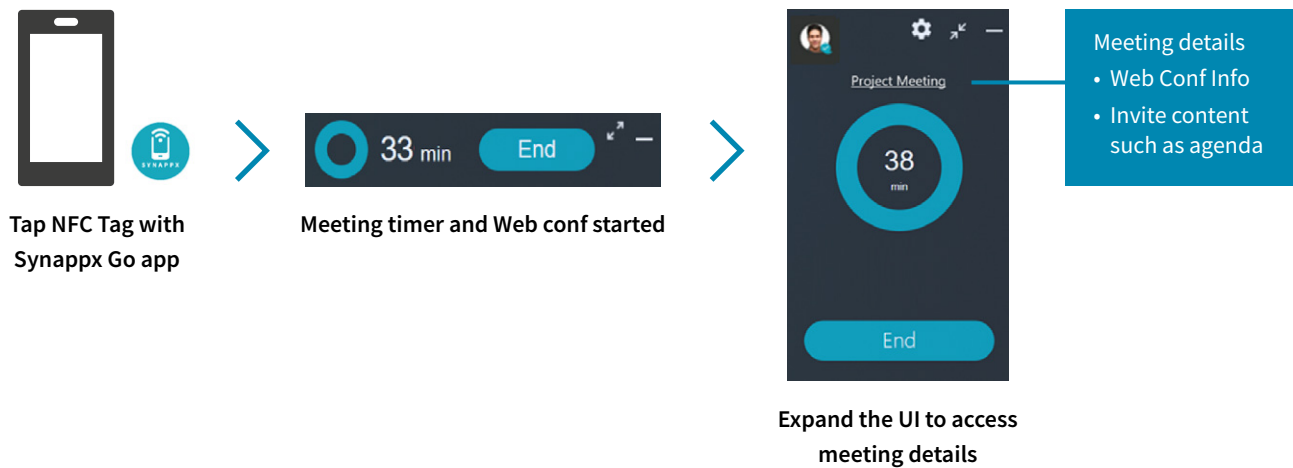 SYNAPPX
Tap NFC Tag with
Synappx Go app
33 min
End
Meeting timer and Web conf started
Project Meeting
38
min
End
Expand the UI to access
meeting details
Meeting details
• Web Conf Info
• Invite content
such as agenda